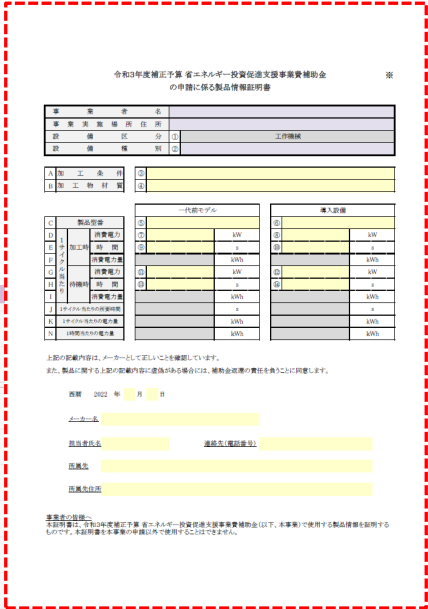 令和3年度補正予算 省エネルギー投資促進支援事業費補助金 ※
の申請に係る製品情報証明書
事業者名
事業実施場所住所
設備区分 ① 工作機械
設備種別 ②
A 加工条件 ③
B 加工物材質 ④
一代前モデル 導入設備
C 製品型番 ⑤ ⑥
D 1サイクル当たり 加工時 消費電力 ⑦ kW kW
E 時間 s s
F 消費電力量 kWh kWh
G 待機時 消費電力 ⑪ kW kW
H 時間 s ⑭ s
I 消費電力量 kWh kWh
J 1サイクル当たりの所要時間 s s
K 1サイクル当たりの電力量 kWh kWh
N 1時間当たりの電力量 kWh kWh
上記の記載内容は、メーカーとして正しいことを確認しています。
また、製品に関する上記の記載内容に虚偽がある場合には、補助金返還の責任を負うことに同意します。
西暦 2022 年 月 日
メーカー名
担当者氏名 連絡先(電話番号)
所属先
所属先住所
事業者の皆様へ
本証明書は、令和3年度補正予算 省エネルギー投資促進支援事業費補助金(以下、本事業)で使用する製品情報を証明する
ものです。本証明書を本事業の申請以外で使用することはできません。